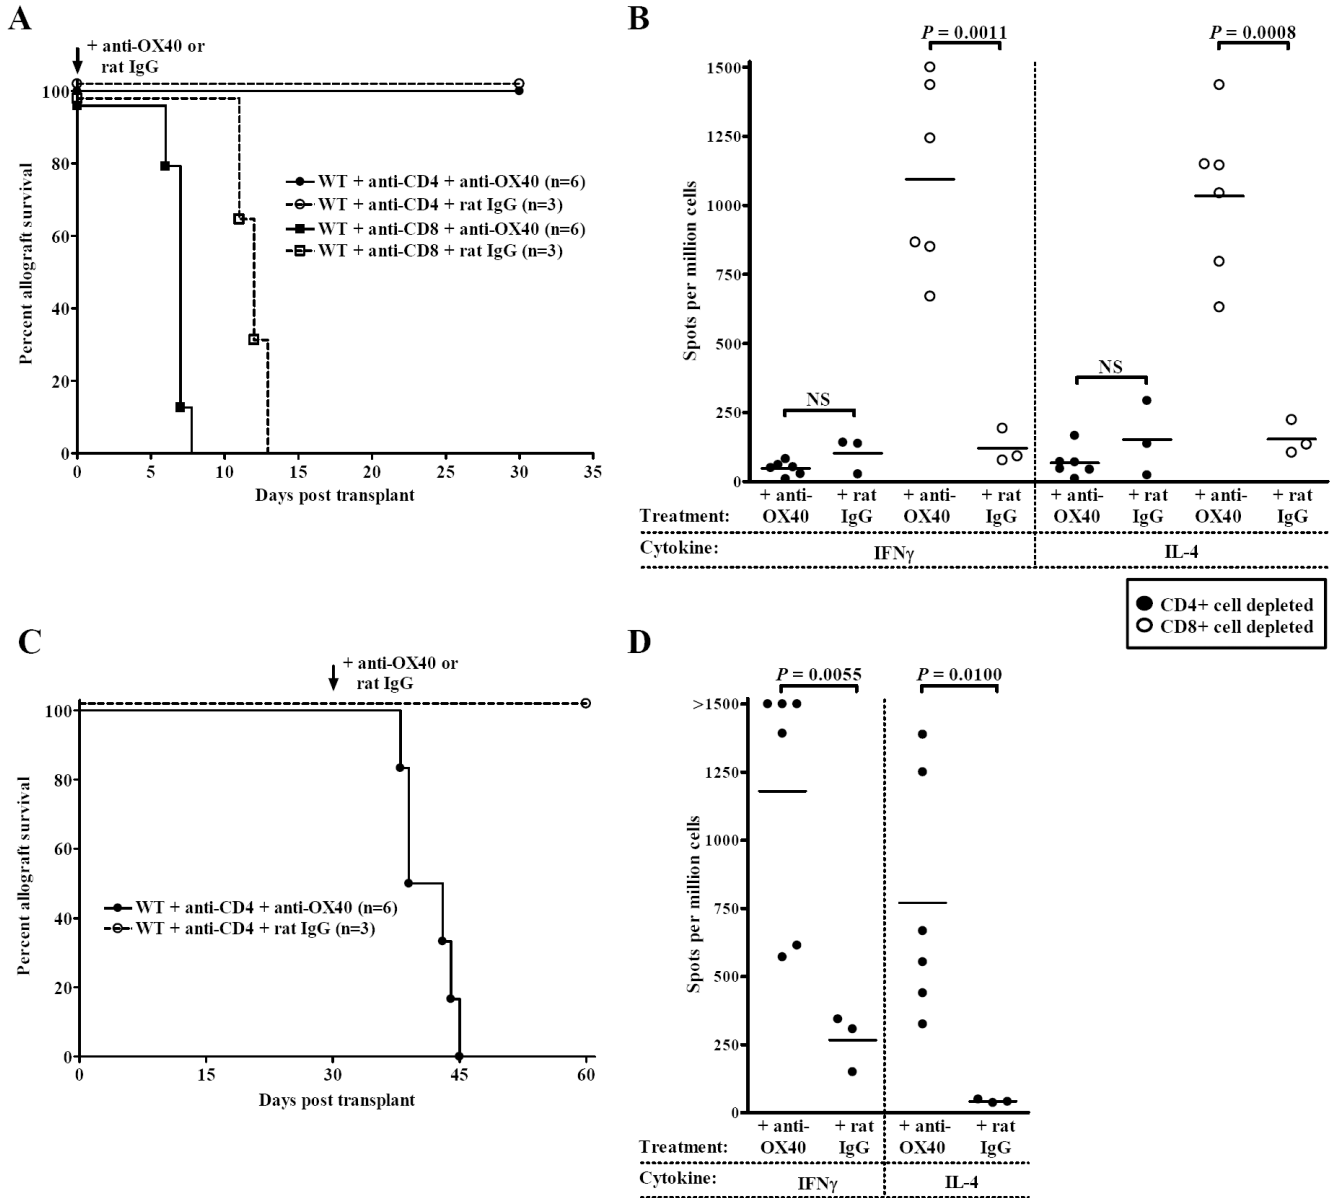 A
+ anti-OX40 or
rat IgG
Percent allograft survival
100
80
60
40
20
0
WT + anti-CD4 + anti-OX40 (n=6)
WT + anti-CD4 + rat IgG (n=3)
WT + anti-CD8 + anti-OX40 (n=6)
WT + anti-CD8 + rat IgG (n=3)
0 5 10 15 20 25 30 35
Days post transplant
B
P = 0.0011 P = 0.0008
Spots per million cells
1500
1250
1000
750
500
250
0
NS NS
+ anti- + rat + anti- + rat + anti- + rat + anti- + rat
Treatment: OX40 IgG OX40 IgG OX40 IgG OX40 IgG
Cytokine: IFNγ IL-4
CD4+ cell depleted
CD8+ cell depleted
C
+ anti-OX40 or
rat IgG
Percent allograft survival
100
80
60
40
20
0
WT + anti-CD4 + anti-OX40 (n=6)
WT + anti-CD4 + rat IgG (n=3)
0 15 30 45 60
Days post transplant
D
P = 0.0055 P = 0.0100
Spots per million cells
>1500
1250
1000
750
500
250
0
+ anti- + rat + anti- + rat
Treatment: OX40 IgG OX40 IgG
Cytokine: IFNγ IL-4